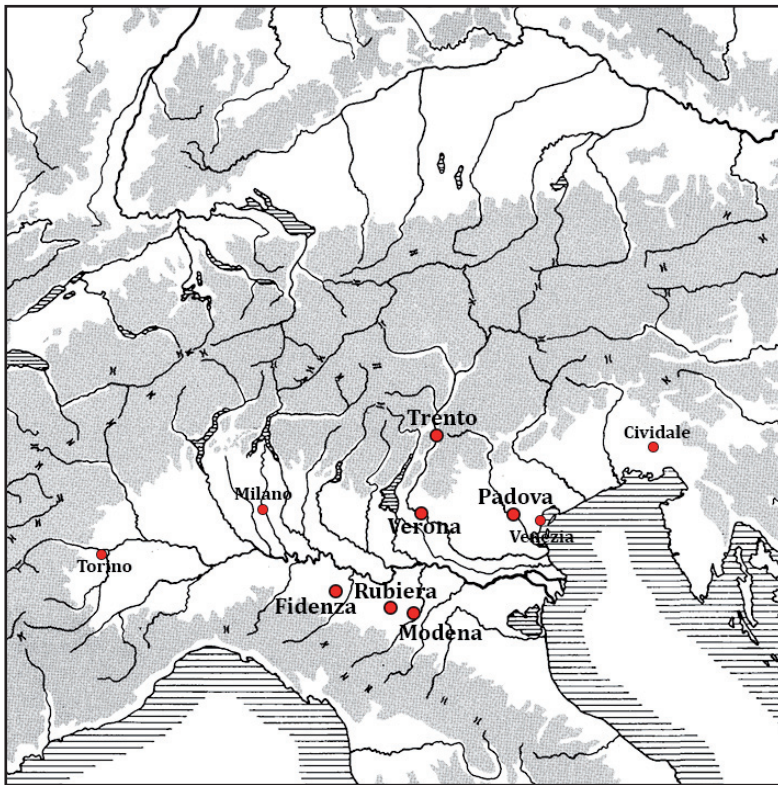 Trento
Cividale
Milano
Padova
Verona
Venezia
Torino
Rubiera
Fidenza
Modena